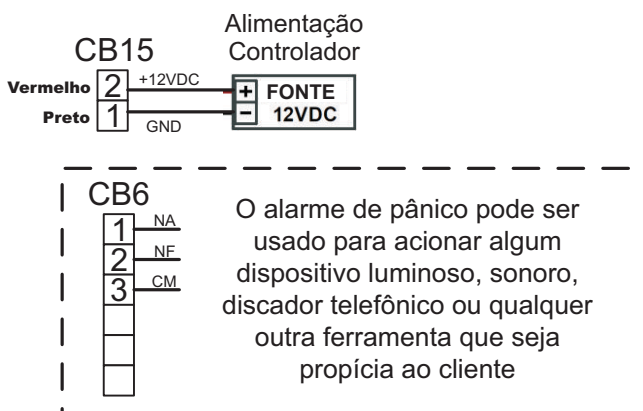 Alimentação
Controlador
CB15
Vermelho 2 +12VDC + FONTE
Preto 1 GND − 12VDC
CB6
1 NA
2 NF
3 CM
O alarme de pânico pode ser
usado para acionar algum
dispositivo luminoso, sonoro,
discador telefônico ou qualquer
outra ferramenta que seja
propícia ao cliente